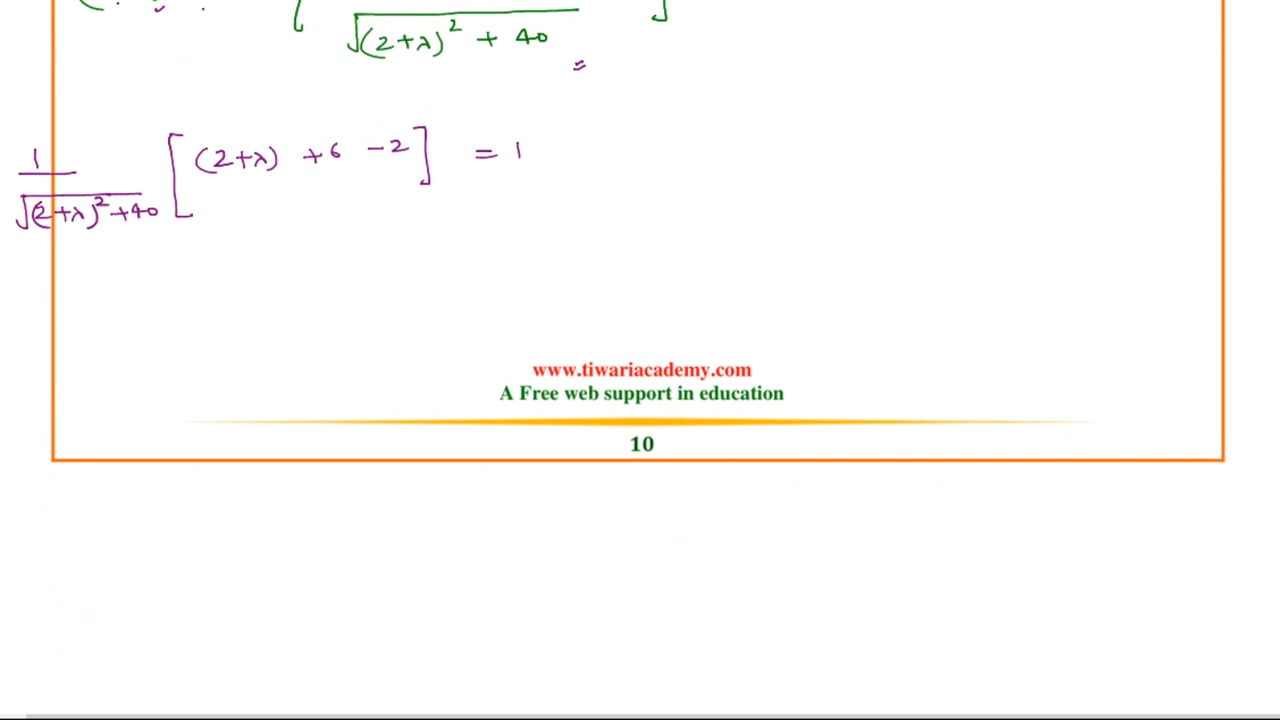 √(2+λ)² + 40
1/√(2+λ)²+40 [(2+λ) +6 -2] = 1
www.tiwariacademy.com
A Free web support in education
10